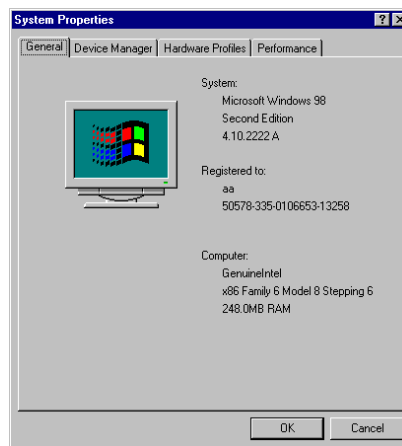 System Properties
General
Device Manager
Hardware Profiles
Performance
System:
Microsoft Windows 98
Second Edition
4.10.2222 A
Registered to:
aa
50578-335-0106653-13258
Computer:
GenuineIntel
x86 Family 6 Model 8 Stepping 6
248.0MB RAM
OK
Cancel